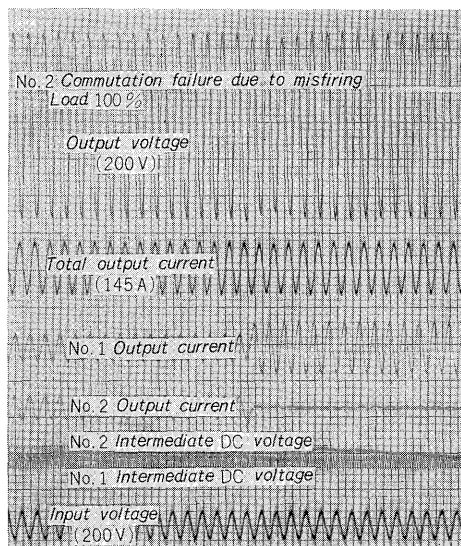 No. 2 Commutation failure due to misfiring
Load 100%
Output voltage
(200 V)
Total output current
(145 A)
No. 1 Output current
No. 2 Output current
No. 2 Intermediate DC voltage
No. 1 Intermediate DC voltage
Input voltage
(200 V)